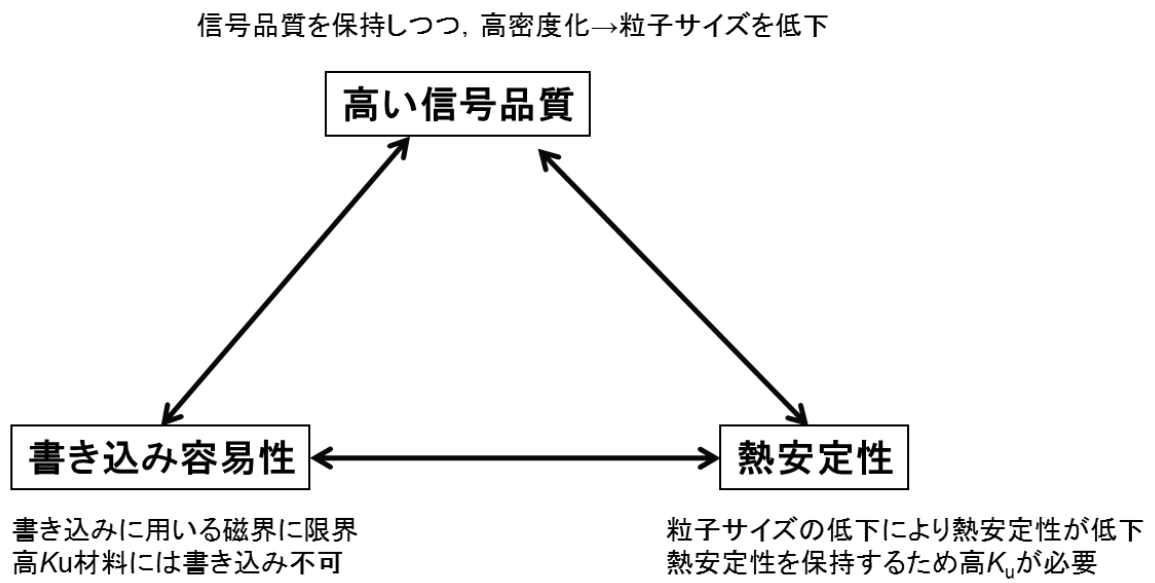 信号品質を保持しつつ，高密度化→粒子サイズを低下
高い信号品質
書き込み容易性
熱安定性
書き込みに用いる磁界に限界
高Ku材料には書き込み不可
粒子サイズの低下により熱安定性が低下
熱安定性を保持するため高Kuが必要